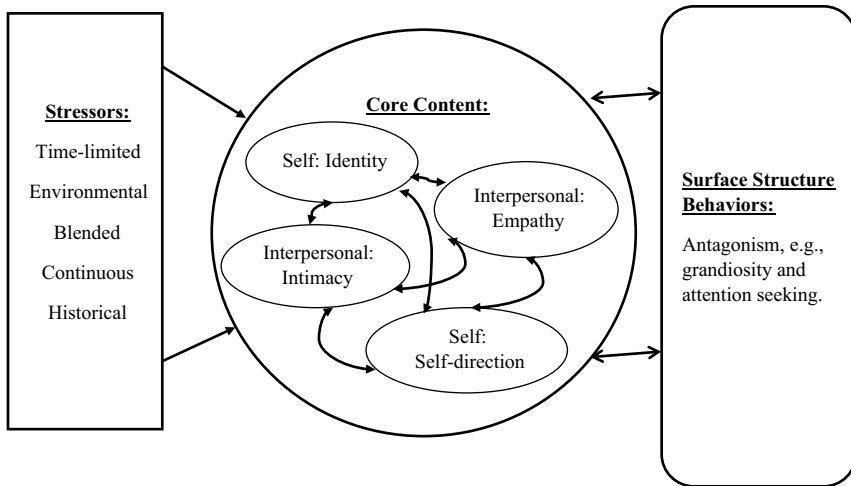 Stressors:
Time-limited
Environmental
Blended
Continuous
Historical
Core Content:
Self: Identity
Interpersonal:
Empathy
Interpersonal:
Intimacy
Self:
Self-direction
Surface Structure
Behaviors:
Antagonism, e.g.,
grandiosity and
attention seeking.